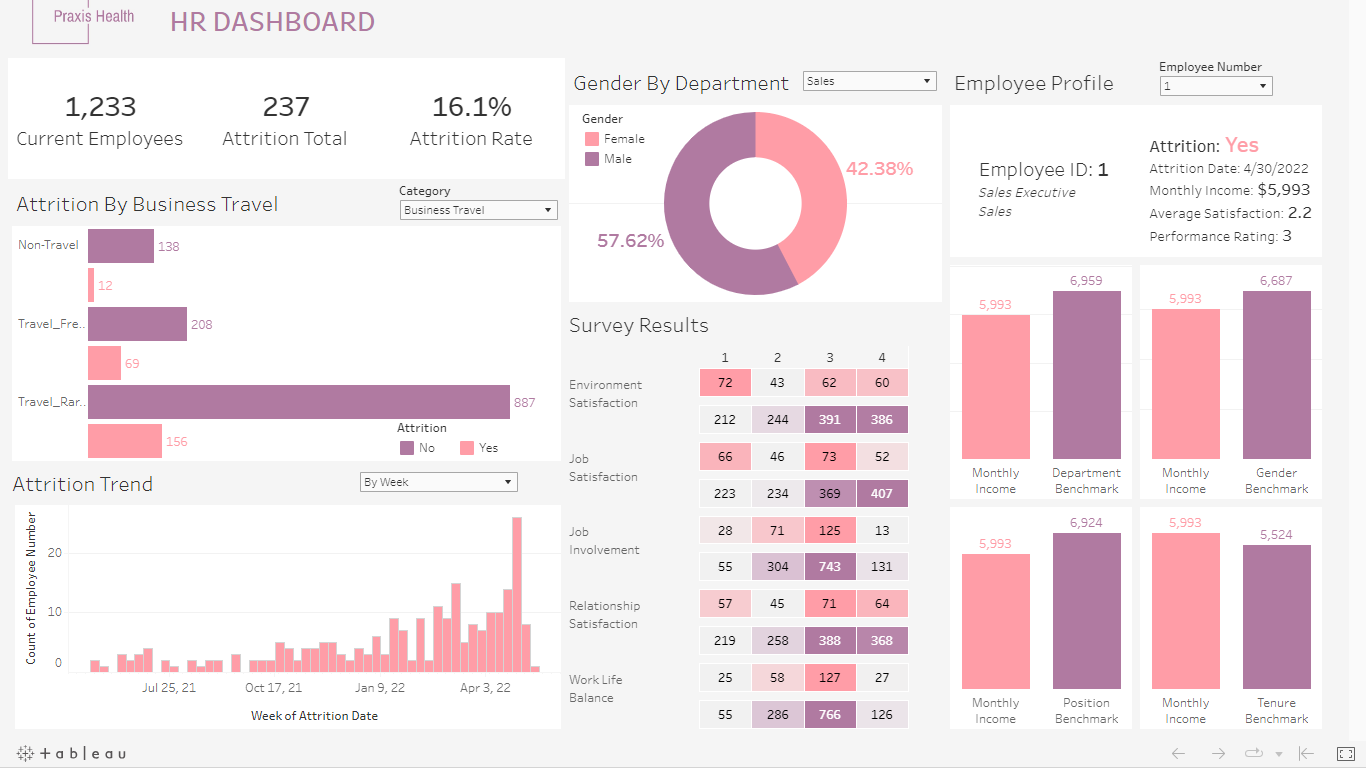 Praxis Health
HR DASHBOARD
1,233
Current Employees
237
Attrition Total
16.1%
Attrition Rate
Attrition By Business Travel
Category
Business Travel
Non-Travel
138
12
Travel_Fre..
208
69
Travel_Rar..
887
156
Attrition
No
Yes
Attrition Trend
By Week
Count of Employee Number
20
10
0
Jul 25, 21
Oct 17, 21
Jan 9, 22
Apr 3, 22
Week of Attrition Date
Gender By Department
Sales
Gender
Female
Male
42.38%
57.62%
Survey Results
1 2 3 4
Environment
Satisfaction
72 43 62 60
212 244 391 386
Job
Satisfaction
66 46 73 52
223 234 369 407
Job
Involvement
28 71 125 13
55 304 743 131
Relationship
Satisfaction
57 45 71 64
219 258 388 368
Work Life
Balance
25 58 127 27
55 286 766 126
Employee Profile
Employee Number
1
Employee ID: 1
Sales Executive
Sales
Attrition: Yes
Attrition Date: 4/30/2022
Monthly Income: $5,993
Average Satisfaction: 2.2
Performance Rating: 3
5,993
6,959
Monthly
Income
Department
Benchmark
5,993
6,687
Monthly
Income
Gender
Benchmark
5,993
6,924
Monthly
Income
Position
Benchmark
5,993
5,524
Monthly
Income
Tenure
Benchmark
+ a b | e a u